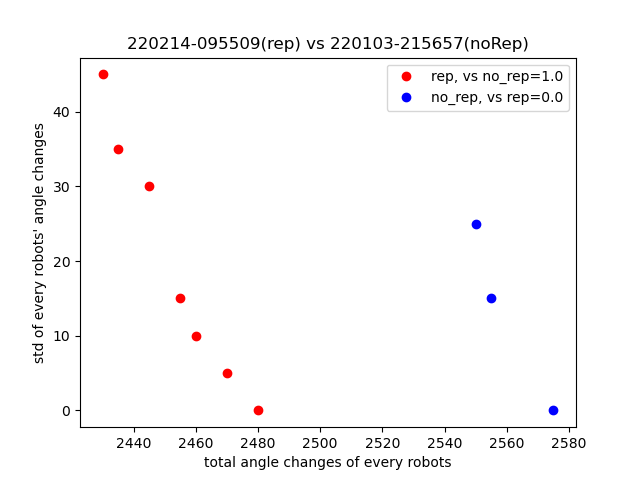 220214-095509(rep) vs 220103-215657(noRep)
rep, vs no_rep=1.0
no_rep, vs rep=0.0
std of every robots' angle changes
40
30
20
10
0
2440 2460 2480 2500 2520 2540 2560 2580
total angle changes of every robots